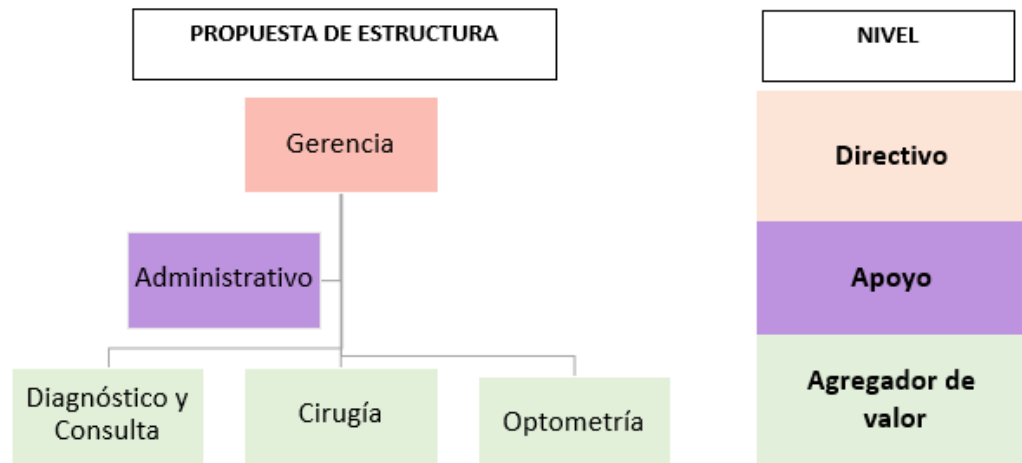 PROPUESTA DE ESTRUCTURA
NIVEL
Gerencia
Directivo
Administrativo
Apoyo
Diagnóstico y
Consulta
Cirugía
Optometría
Agregador de
valor